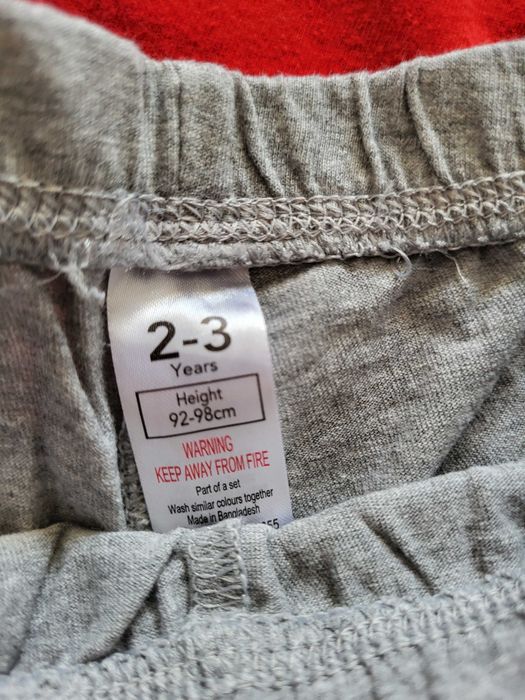 2-3
Years
Height
92-98cm
WARNING
KEEP AWAY FROM FIRE
Part of a set
Wash similar colours together
Made in Bangladesh